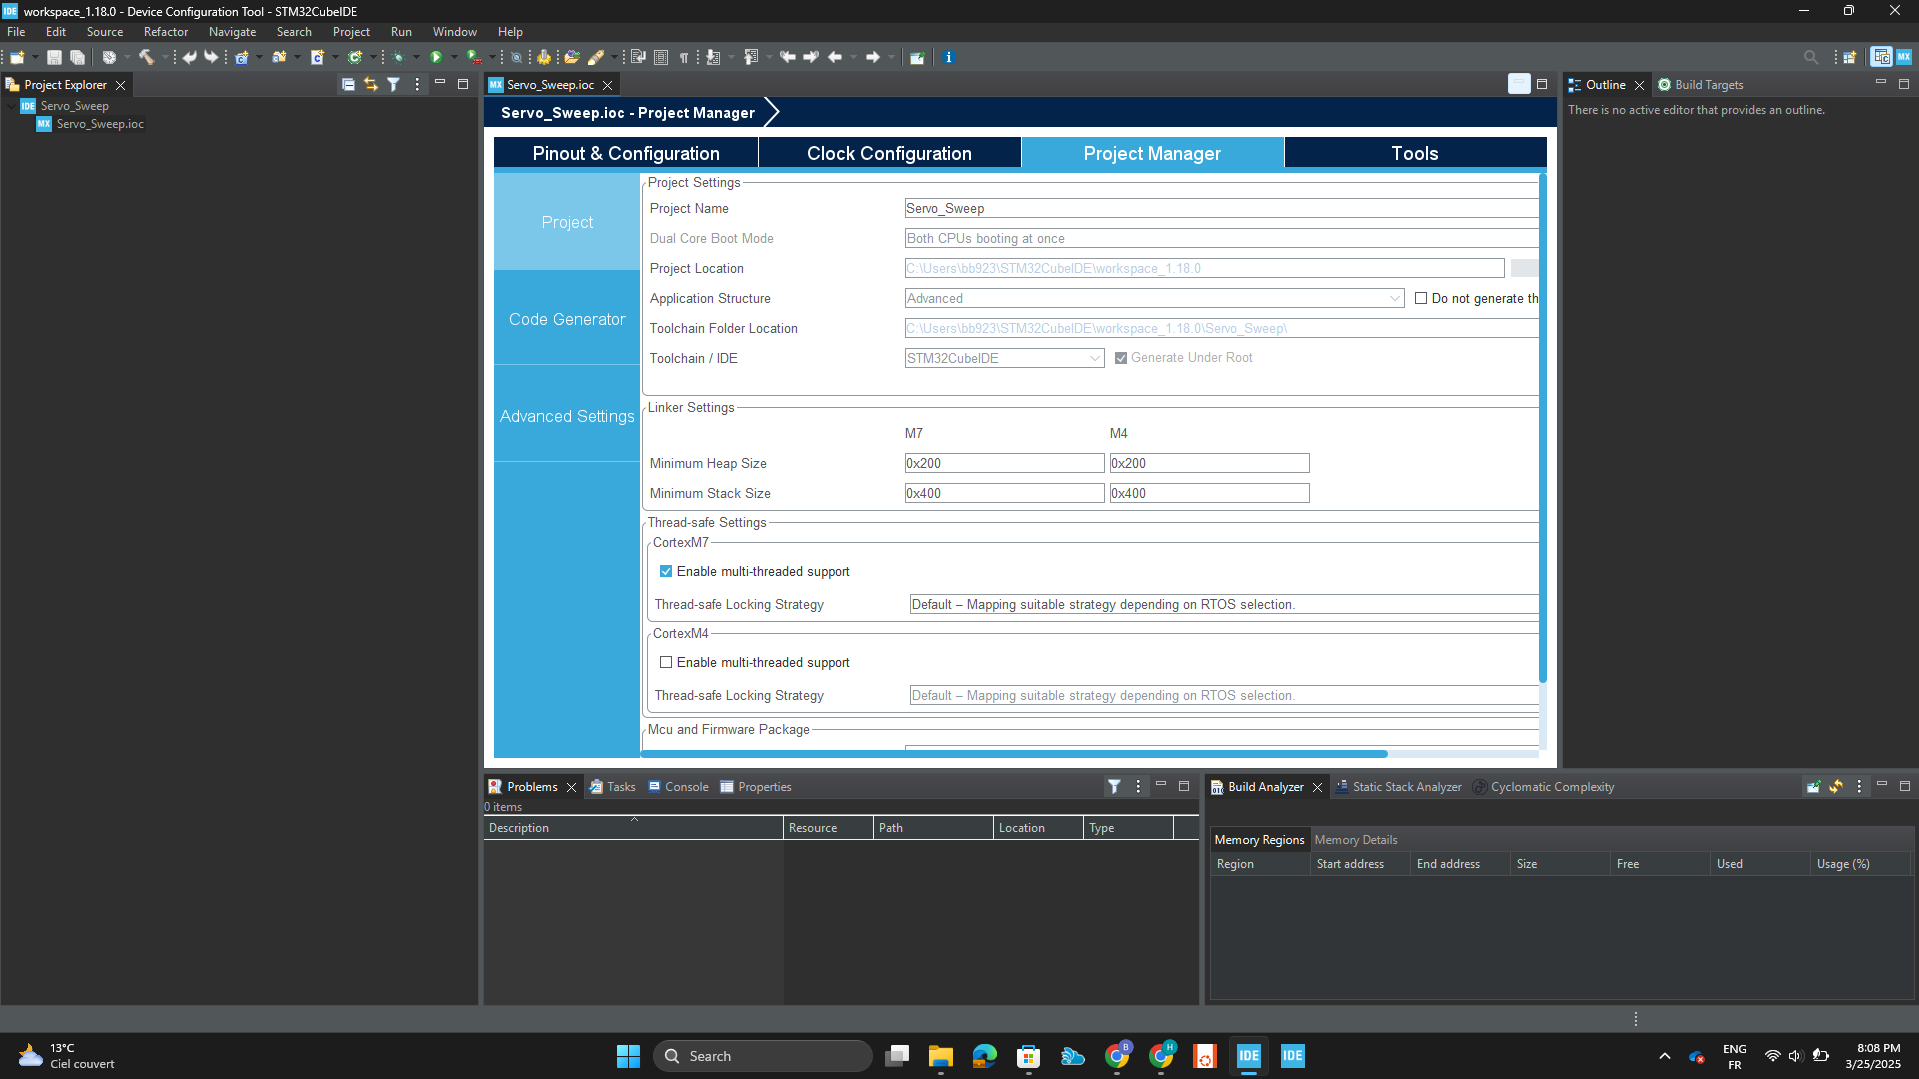 IDE workspace_1.18.0 - Device Configuration Tool - STM32CubeIDE
File Edit Source Refactor Navigate Search Project Run Window Help
Project Explorer
IDE Servo_Sweep
MX Servo_Sweep.ioc
MX Servo_Sweep.ioc
Servo_Sweep.ioc - Project Manager
Pinout & Configuration
Clock Configuration
Project Manager
Tools
Project
Code Generator
Advanced Settings
Project Settings
Project Name
Servo_Sweep
Dual Core Boot Mode
Both CPUs booting at once
Project Location
C:\Users\bb923\STM32CubeIDE\workspace_1.18.0
Application Structure
Advanced
Do not generate th
Toolchain Folder Location
C:\Users\bb923\STM32CubeIDE\workspace_1.18.0\Servo_Sweep\
Toolchain / IDE
STM32CubeIDE
Generate Under Root
Linker Settings
M7 M4
Minimum Heap Size 0x200 0x200
Minimum Stack Size 0x400 0x400
Thread-safe Settings
CortexM7
Enable multi-threaded support
Thread-safe Locking Strategy
Default – Mapping suitable strategy depending on RTOS selection.
CortexM4
Enable multi-threaded support
Thread-safe Locking Strategy
Default – Mapping suitable strategy depending on RTOS selection.
Mcu and Firmware Package
Outline
Build Targets
There is no active editor that provides an outline.
Problems Tasks Console Properties
0 items
Description Resource Path Location Type
Build Analyzer Static Stack Analyzer Cyclomatic Complexity
Memory Regions Memory Details
Region Start address End address Size Free Used Usage (%)
13°C
Ciel couvert
Search
B
H
IDE
IDE
ENG
FR
8:08 PM
3/25/2025